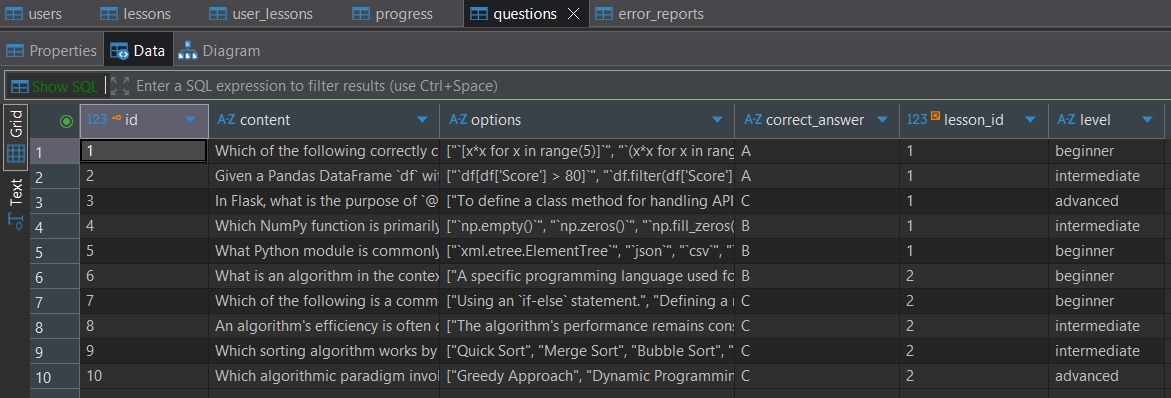 users lessons user_lessons progress questions error_reports
Properties Data Diagram
Show SQL Enter a SQL expression to filter results (use Ctrl+Space)
Grid
Text
123 id A-Z content A-Z options A-Z correct_answer 123 lesson_id A-Z level
1 1 Which of the following correctly c ["`[x*x for x in range(5)]`", "`(x*x for x in rang A 1 beginner
2 2 Given a Pandas DataFrame `df` wi ["`df[df['Score'] > 80]`", "`df.filter(df['Score'] A 1 intermediate
3 3 In Flask, what is the purpose of `@ ["To define a class method for handling API C 1 advanced
4 4 Which NumPy function is primarily ["`np.empty()`", "`np.zeros()`", "`np.fill_zeros( B 1 intermediate
5 5 What Python module is commonly ["`xml.etree.ElementTree`", "`json`", "`csv`", "` B 1 beginner
6 6 What is an algorithm in the contex ["A specific programming language used fo B 2 beginner
7 7 Which of the following is a comm ["Using an `if-else` statement.", "Defining a C 2 beginner
8 8 An algorithm's efficiency is often ["The algorithm's performance remains cons C 2 intermediate
9 9 Which sorting algorithm works by ["Quick Sort", "Merge Sort", "Bubble Sort", " C 2 intermediate
10 10 Which algorithmic paradigm invol ["Greedy Approach", "Dynamic Programmin C 2 advanced